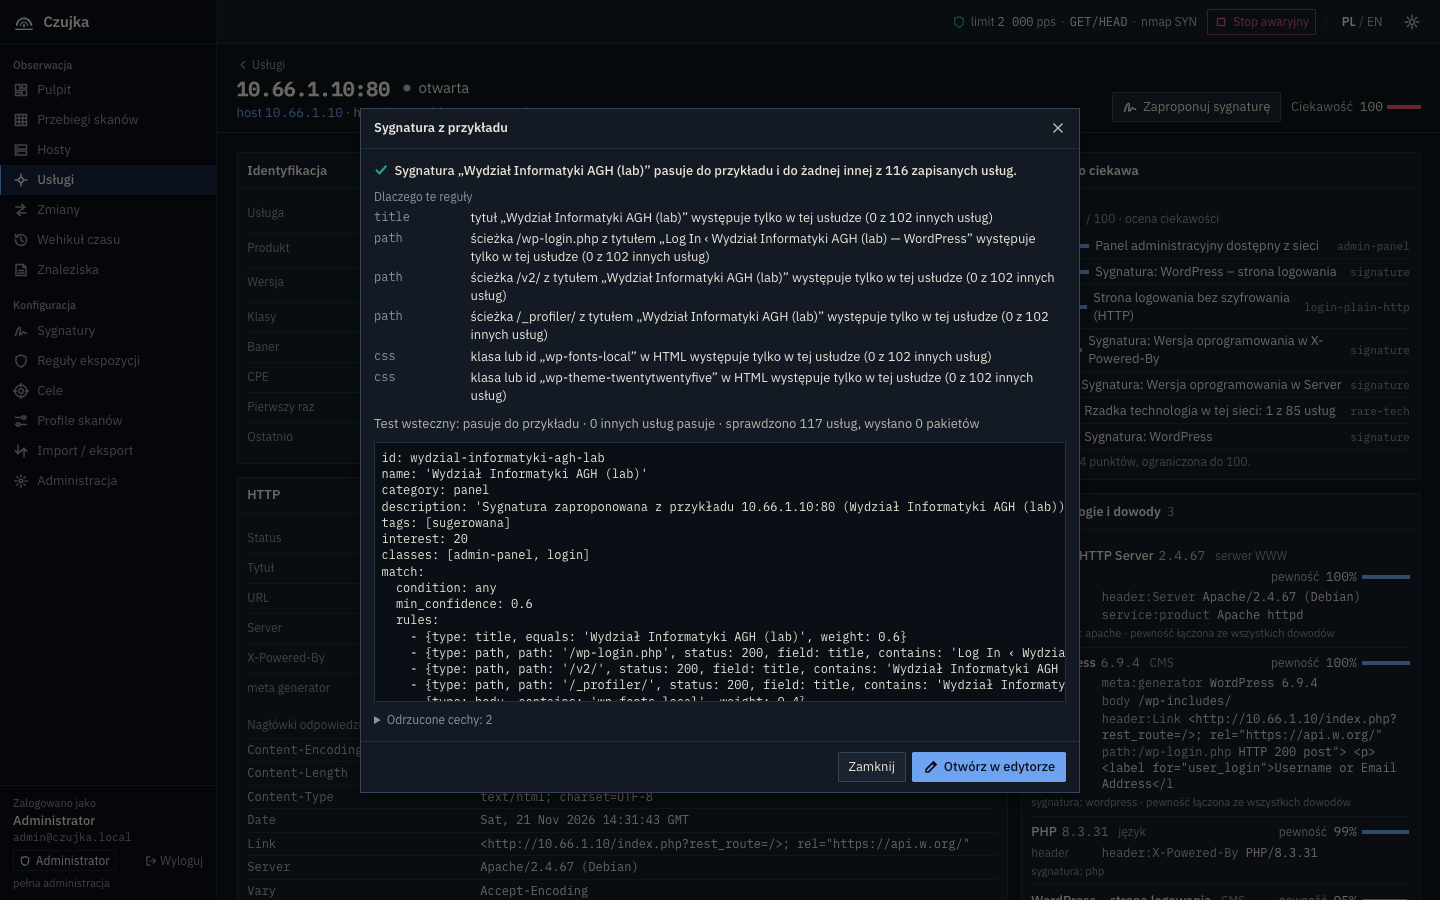 Czujka
limit 2 000 pps · GET/HEAD · nmap SYN
Stop awaryjny
PL / EN
Obserwacja
Pulpit
Przebiegi skanów
Hosty
Usługi
Zmiany
Wehikuł czasu
Znaleziska
Konfiguracja
Sygnatury
Reguły ekspozycji
Cele
Profile skanów
Import / eksport
Administracja
Zalogowano jako
Administrator
admin@czujka.local
Administrator
Wyloguj
pełna administracja
Usługi
10.66.1.10:80 otwarta
host 10.66.1.10 ·
Zaproponuj sygnaturę
Ciekawość 100
Identyfikacja
Usługa
Produkt
Wersja
Klasy
Baner
CPE
Pierwszy raz
Ostatnio
HTTP
Status
Tytuł
URL
Server
X-Powered-By
meta generator
Nagłówki odpowiedzi
Content-Encoding
Content-Length
Content-Type text/html; charset=UTF-8
Date Sat, 21 Nov 2026 14:31:43 GMT
Link <http://10.66.1.10/index.php?rest_route=/>; rel="https://api.w.org/"
Server Apache/2.4.67 (Debian)
Vary Accept-Encoding
Sygnatura z przykładu
Sygnatura „Wydział Informatyki AGH (lab)” pasuje do przykładu i do żadnej innej z 116 zapisanych usług.
Dlaczego te reguły
title tytuł „Wydział Informatyki AGH (lab)” występuje tylko w tej usłudze (0 z 102 innych usług)
path ścieżka /wp-login.php z tytułem „Log In ‹ Wydział Informatyki AGH (lab) — WordPress” występuje
tylko w tej usłudze (0 z 102 innych usług)
path ścieżka /v2/ z tytułem „Wydział Informatyki AGH (lab)” występuje tylko w tej usłudze (0 z 102 innych
usług)
path ścieżka /_profiler/ z tytułem „Wydział Informatyki AGH (lab)” występuje tylko w tej usłudze (0 z 102
innych usług)
css klasa lub id „wp-fonts-local” w HTML występuje tylko w tej usłudze (0 z 102 innych usług)
css klasa lub id „wp-theme-twentytwentyfive” w HTML występuje tylko w tej usłudze (0 z 102 innych
usług)
Test wsteczny: pasuje do przykładu · 0 innych usług pasuje · sprawdzono 117 usług, wysłano 0 pakietów
id: wydzial-informatyki-agh-lab
name: 'Wydział Informatyki AGH (lab)'
category: panel
description: 'Sygnatura zaproponowana z przykładu 10.66.1.10:80 (Wydział Informatyki AGH (lab))
tags: [sugerowana]
interest: 20
classes: [admin-panel, login]
match:
condition: any
min_confidence: 0.6
rules:
- {type: title, equals: 'Wydział Informatyki AGH (lab)', weight: 0.6}
- {type: path, path: '/wp-login.php', status: 200, field: title, contains: 'Log In ‹ Wydzia
- {type: path, path: '/v2/', status: 200, field: title, contains: 'Wydział Informatyki AGH
- {type: path, path: '/_profiler/', status: 200, field: title, contains: 'Wydział Informaty
- {type: body, contains: 'wp-fonts-local', weight: 0.4}
Odrzucone cechy: 2
Zamknij
Otwórz w edytorze
o ciekawa
/ 100 · ocena ciekawości
Panel administracyjny dostępny z sieci admin-panel
Sygnatura: WordPress – strona logowania signature
Strona logowania bez szyfrowania
(HTTP) login-plain-http
Sygnatura: Wersja oprogramowania w X-
Powered-By signature
Sygnatura: Wersja oprogramowania w Server signature
Rzadka technologia w tej sieci: 1 z 85 usług rare-tech
Sygnatura: WordPress signature
4 punktów, ograniczona do 100.
ogie i dowody 3
HTTP Server 2.4.67 serwer WWW
pewność 100%
header:Server Apache/2.4.67 (Debian)
service:product Apache httpd
: apache · pewność łączona ze wszystkich dowodów
ess 6.9.4 CMS pewność 100%
meta:generator WordPress 6.9.4
body /wp-includes/
header:Link <http://10.66.1.10/index.php?
rest_route=/>; rel="https://api.w.org/"
path:/wp-login.php HTTP 200 post"> <p>
<label for="user_login">Username or Email
Address</l
sygnatura: wordpress · pewność łączona ze wszystkich dowodów
PHP 8.3.31 język pewność 99%
header header:X-Powered-By PHP/8.3.31
sygnatura: php
WordPress – strona logowania CMS pewność 95%